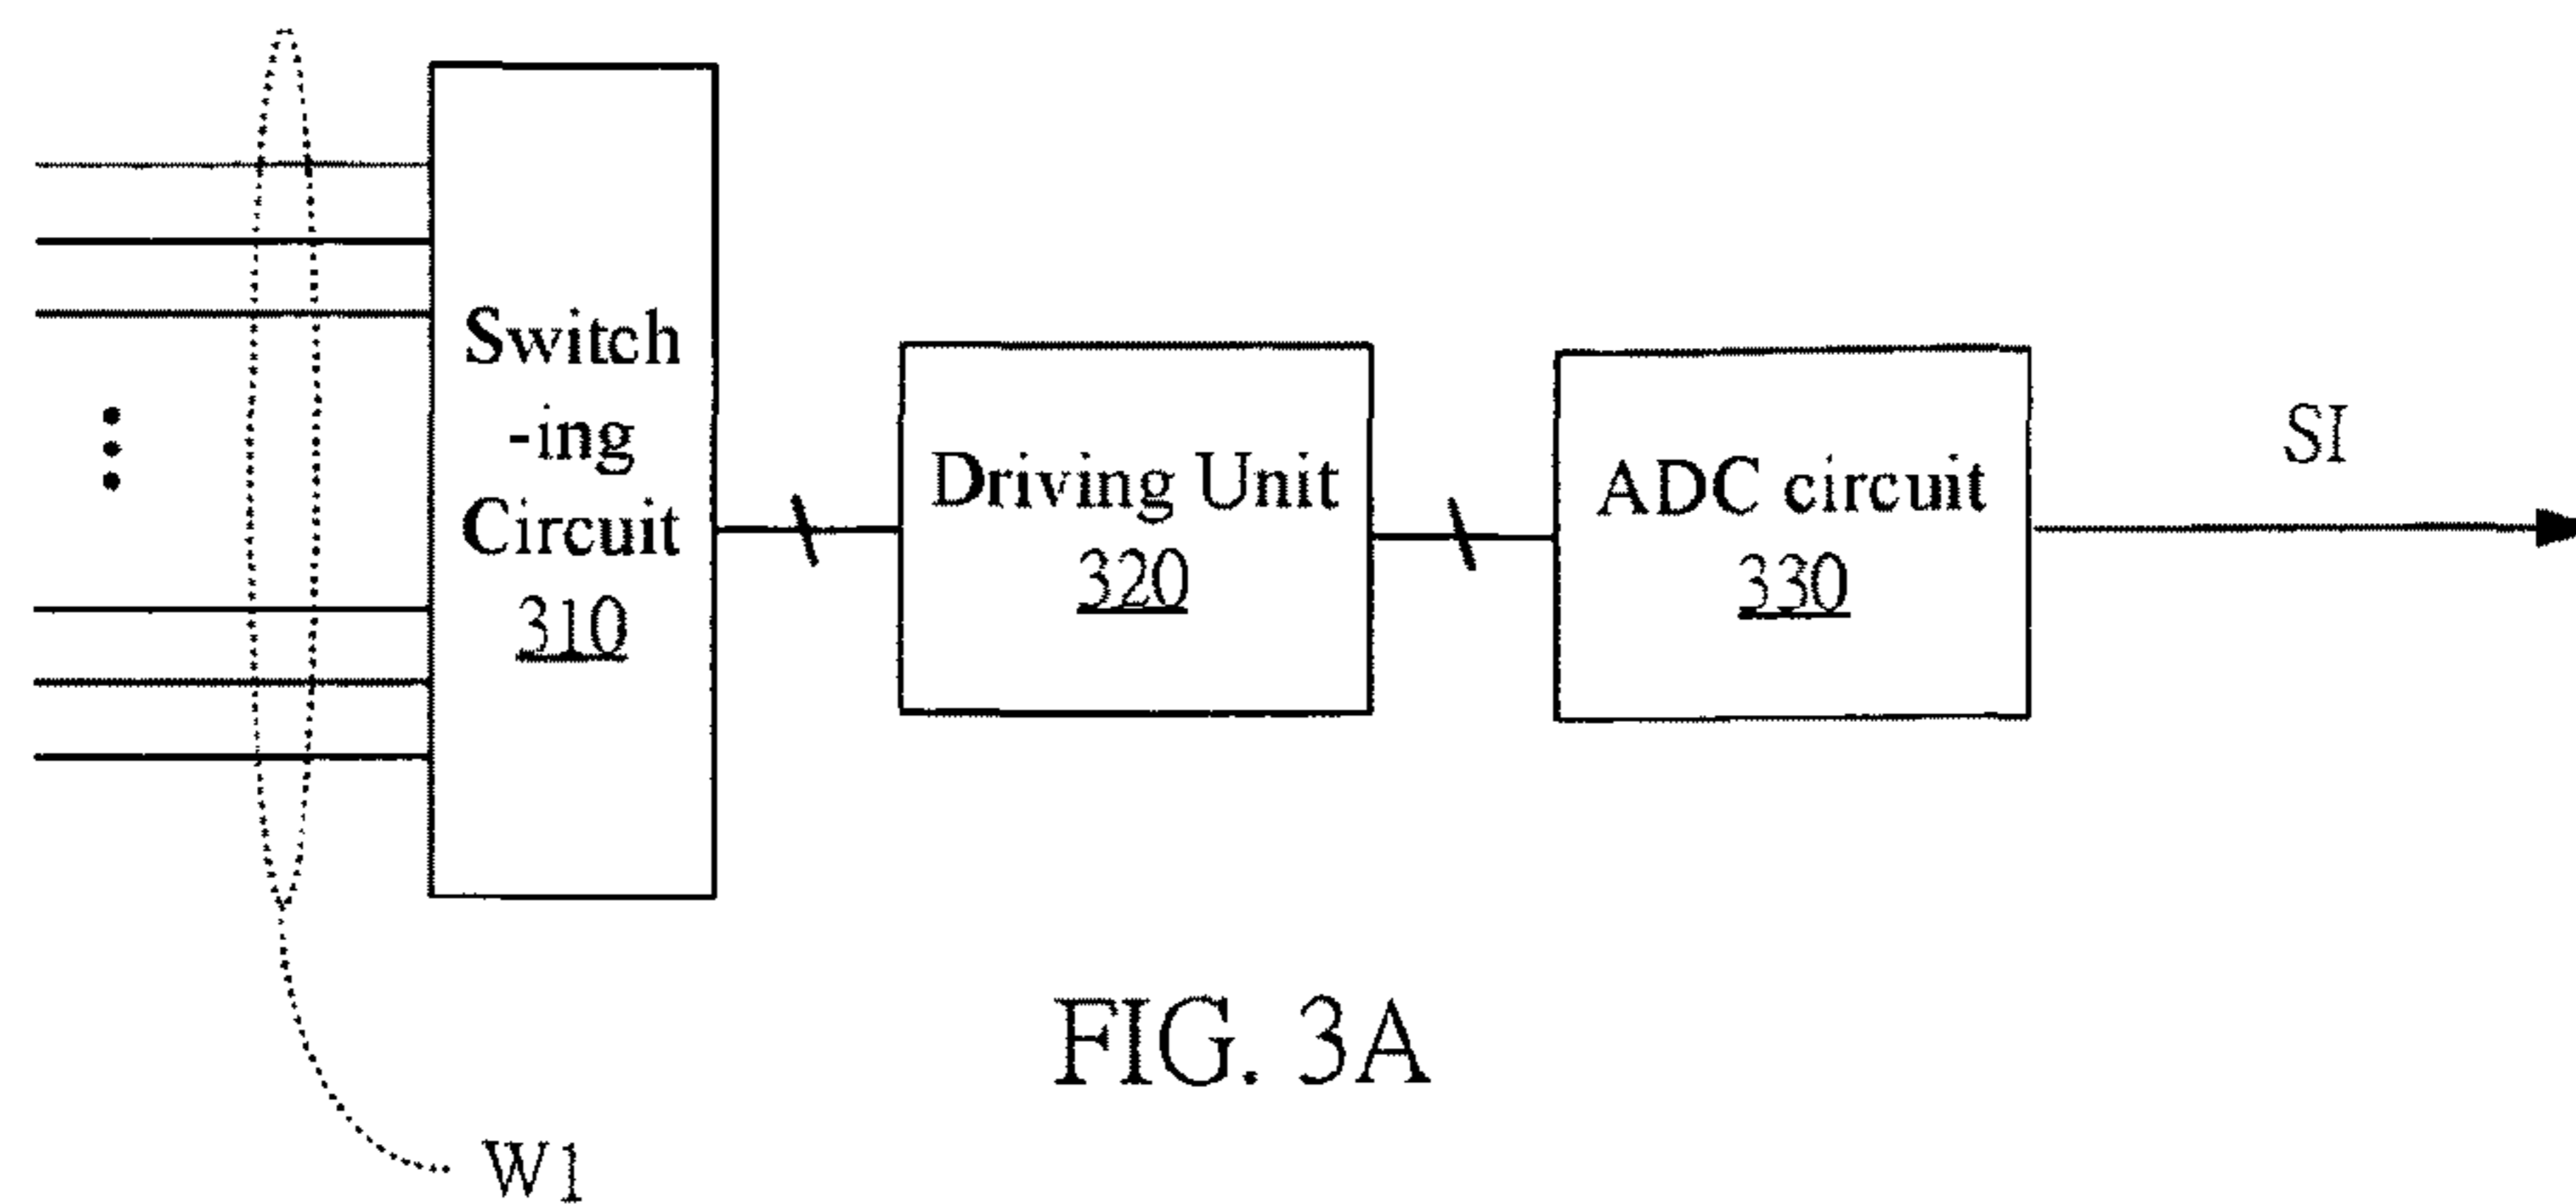 Switch
-ing
Circuit
310
Driving Unit
320
ADC circuit
330
SI
FIG. 3A
W1